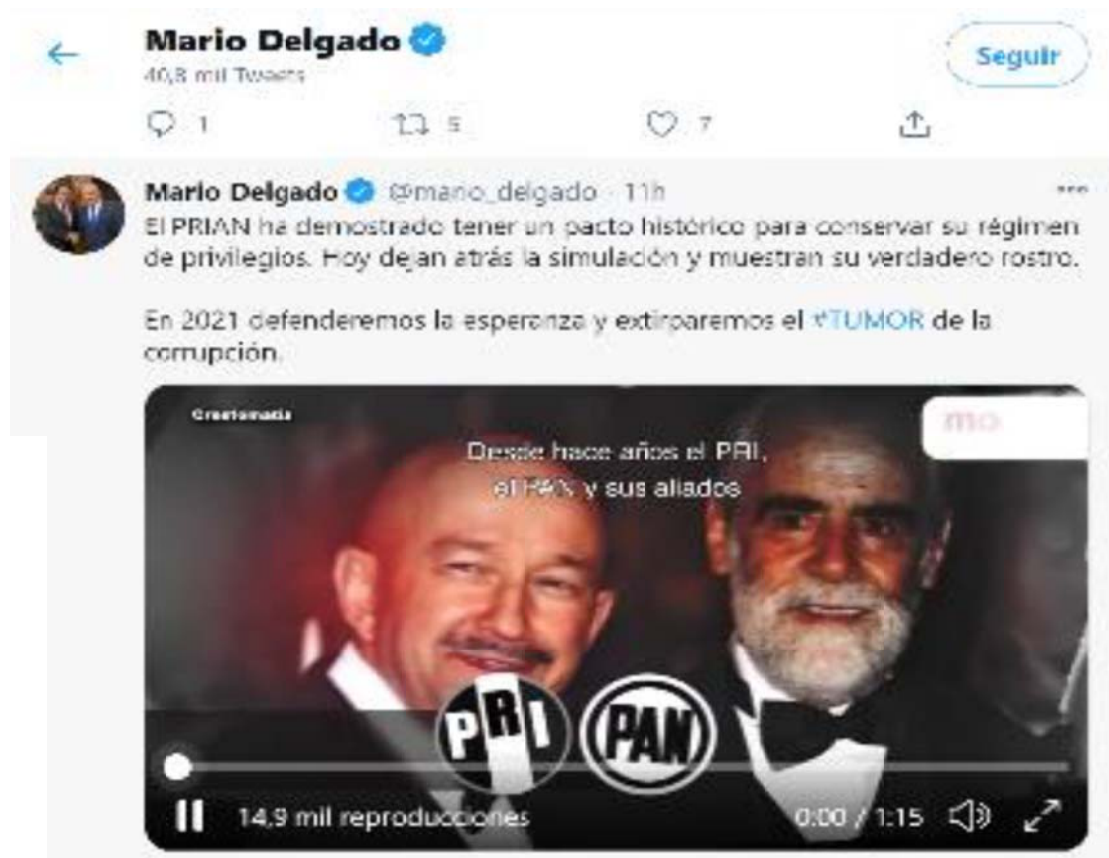 Mario Delgado
40,8 mil Tweets
Seguir
1 5 7
Mario Delgado @mario_delgado · 11h
El PRIAN ha demostrado tener un pacto histórico para conservar su régimen
de privilegios. Hoy dejan atrás la simulación y muestran su verdadero rostro.
En 2021 defenderemos la esperanza y extirparemos el #TUMOR de la
corrupción.
Desde hace años el PRI,
el PAN y sus aliados
PRI PAN
14,9 mil reproducciones 0:00 / 1:15